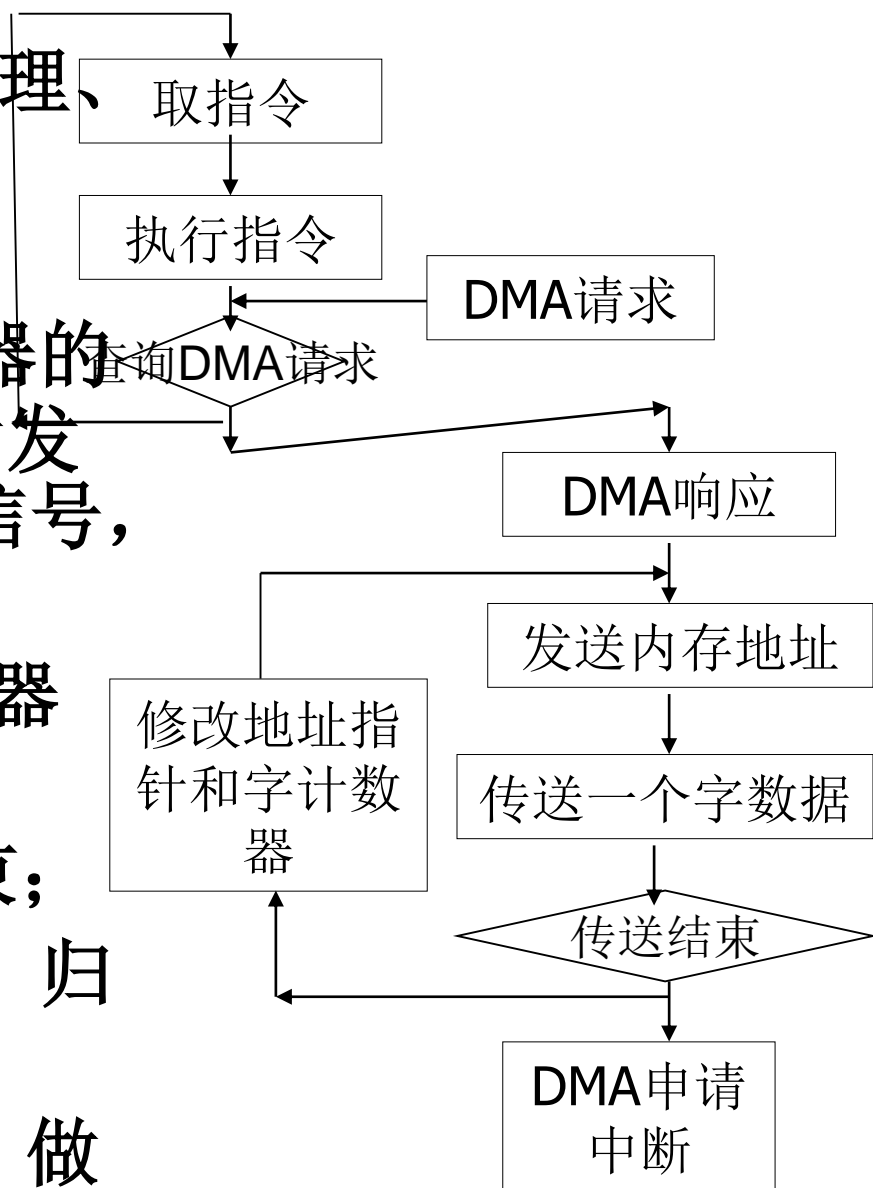 理、
器的
发
信号，
器
束；
归
做
取指令
执行指令
DMA请求
查询DMA请求
DMA响应
发送内存地址
修改地址指
针和字计数
器
传送一个字数据
传送结束
DMA申请
中断